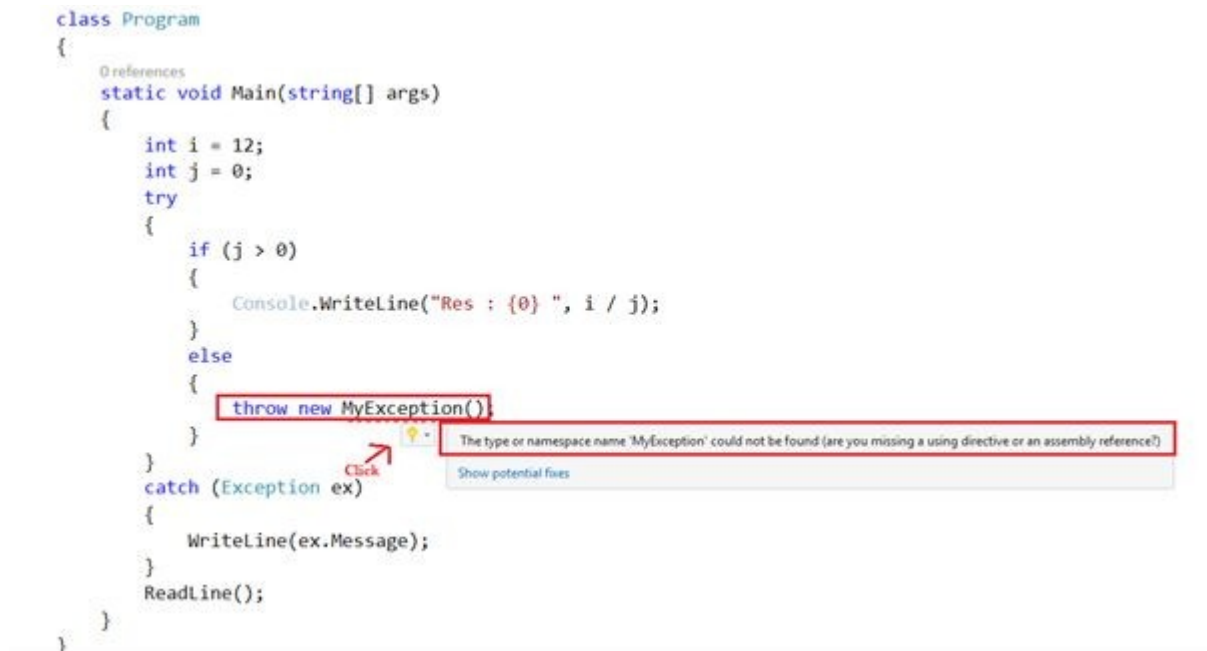 class Program
{
0 references
static void Main(string[] args)
{
int i = 12;
int j = 0;
try
{
if (j > 0)
{
Console.WriteLine("Res : {0} ", i / j);
}
else
{
throw new MyException();
}
The type or namespace name 'MyException' could not be found (are you missing a using directive or an assembly reference?)
Click
Show potential fixes
}
catch (Exception ex)
{
WriteLine(ex.Message);
}
ReadLine();
}
}